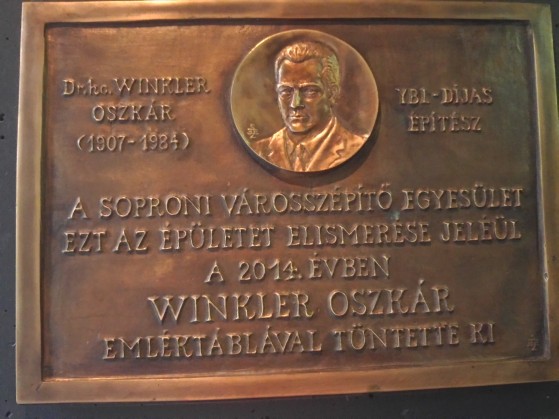 Dr.h.c. WINKLER
OSZKÁR
(1907-1984)
YBL-DÍJAS
ÉPÍTÉSZ
A SOPRONI VÁROSSZÉPÍTŐ EGYESÜLET
EZT AZ ÉPÜLETET ELISMERÉSE JELÉÜL
A 2014. ÉVBEN
WINKLER OSZKÁR
EMLÉKTÁBLÁVAL TÜNTETTE KI